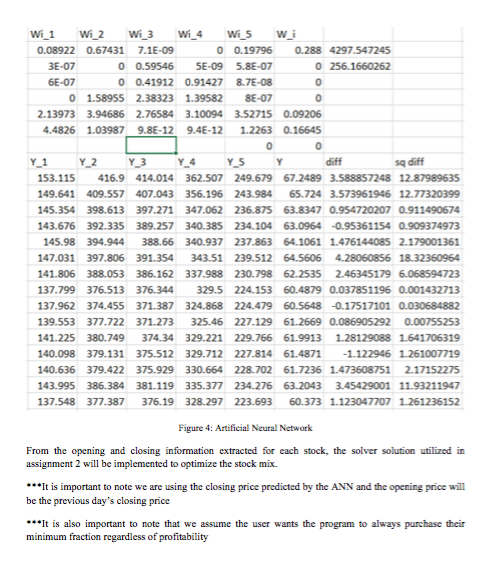 Wi_1 Wi_2 Wi_3 Wi_4 Wi_5 W_i
0.08922 0.67431 7.1E-09 0 0.19796 0.288 4297.547245
3E-07 0 0.59546 5E-09 5.8E-07 0 256.1660262
6E-07 0 0.41912 0.91427 8.7E-08 0
0 1.58955 2.38323 1.39582 8E-07 0
2.13973 3.94686 2.76584 3.10094 3.52715 0.09206
4.4826 1.03987 9.8E-12 9.4E-12 1.2263 0.16645
0 0
Y_1 Y_2 Y_3 Y_4 Y_5 Y diff sq diff
153.115 416.9 414.014 362.507 249.679 67.2489 3.588857248 12.87989635
149.641 409.557 407.043 356.196 243.984 65.724 3.573961946 12.77320399
145.354 398.613 397.271 347.062 236.875 63.8347 0.954720207 0.911490674
143.676 392.335 389.257 340.385 234.104 63.0964 -0.95361154 0.909374973
145.98 394.944 388.66 340.937 237.863 64.1061 1.476144085 2.179001361
147.031 397.806 391.354 343.51 239.512 64.5606 4.28060856 18.32360964
141.806 388.053 386.162 337.988 230.798 62.2535 2.46345179 6.068594723
137.799 376.513 376.344 329.5 224.153 60.4879 0.037851196 0.001432713
137.962 374.455 371.387 324.868 224.479 60.5648 -0.17517101 0.030684882
139.553 377.722 371.273 325.46 227.129 61.2669 0.086905292 0.00755253
141.225 380.749 374.34 329.221 229.766 61.9913 1.28129088 1.641706319
140.098 379.131 375.512 329.712 227.814 61.4871 -1.122946 1.261007719
140.636 379.422 375.929 330.664 228.702 61.7236 1.473608751 2.17152275
143.995 386.384 381.119 335.377 234.276 63.2043 3.45429001 11.93211947
137.548 377.387 376.19 328.297 223.693 60.373 1.123047707 1.261236152
Figure 4: Artificial Neural Network
From the opening and closing information extracted for each stock, the solver solution utilized in
assignment 2 will be implemented to optimize the stock mix.
***It is important to note we are using the closing price predicted by the ANN and the opening price will
be the previous day's closing price
***It is also important to note that we assume the user wants the program to always purchase their
minimum fraction regardless of profitability